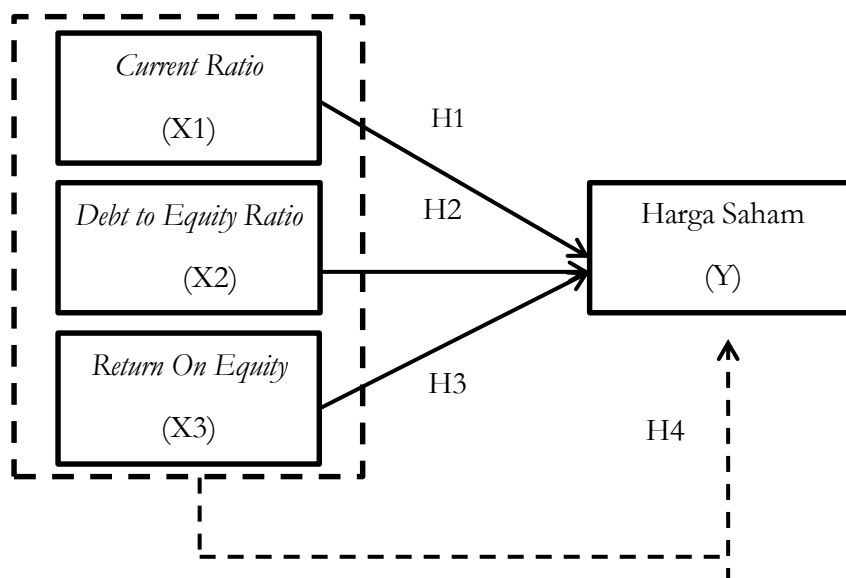 Current Ratio
(X1)
H1
Debt to Equity Ratio
(X2)
H2
Harga Saham
(Y)
Return On Equity
(X3)
H3
H4